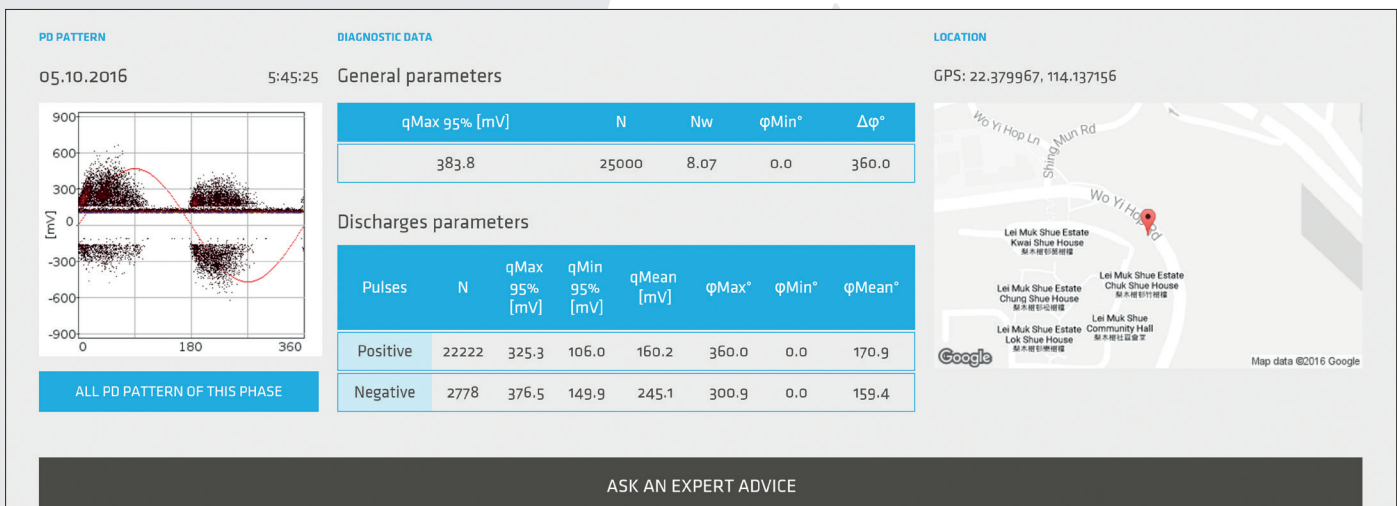 PD PATTERN
05.10.2016 5:45:25
900
600
300
0
-300
-600
-900
[mV]
0 180 360
ALL PD PATTERN OF THIS PHASE
DIAGNOSTIC DATA
General parameters
qMax 95% [mV] N Nw φMin° Δφ°
383.8 25000 8.07 0.0 360.0
Discharges parameters
Pulses N qMax 95% [mV] qMin 95% [mV] qMean [mV] φMax° φMin° φMean°
Positive 22222 325.3 106.0 160.2 360.0 0.0 170.9
Negative 2778 376.5 149.9 245.1 300.9 0.0 159.4
LOCATION
GPS: 22.379967, 114.137156
Wo Yi Hop Ln
Shing Mun Rd
Wo Yi Hop Rd
Lei Muk Shue Estate
Kwai Shue House
Lei Muk Shue Estate
Chuk Shue House
Lei Muk Shue Estate
Chung Shue House
Lei Muk Shue
Community Hall
Lei Muk Shue Estate
Lok Shue House
Google
Map data ©2016 Google
ASK AN EXPERT ADVICE